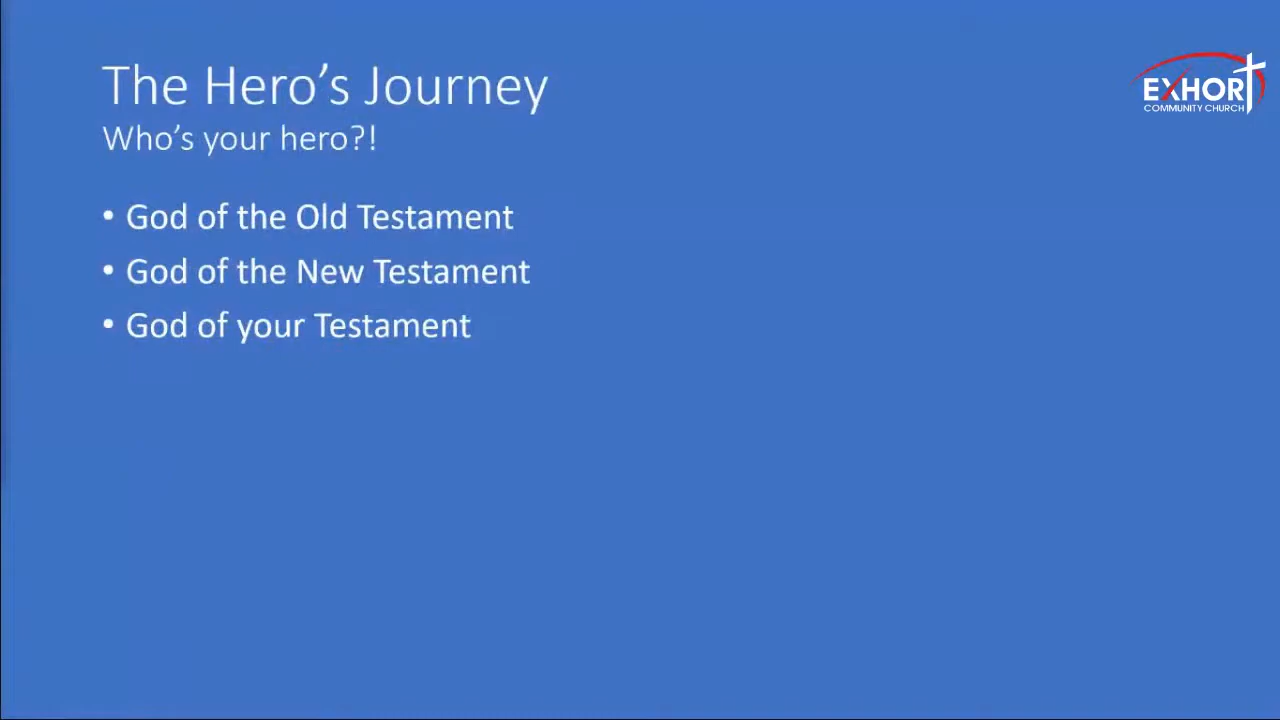 The Hero’s Journey
Who’s your hero?!
• God of the Old Testament
• God of the New Testament
• God of your Testament
EXHORT
COMMUNITY CHURCH